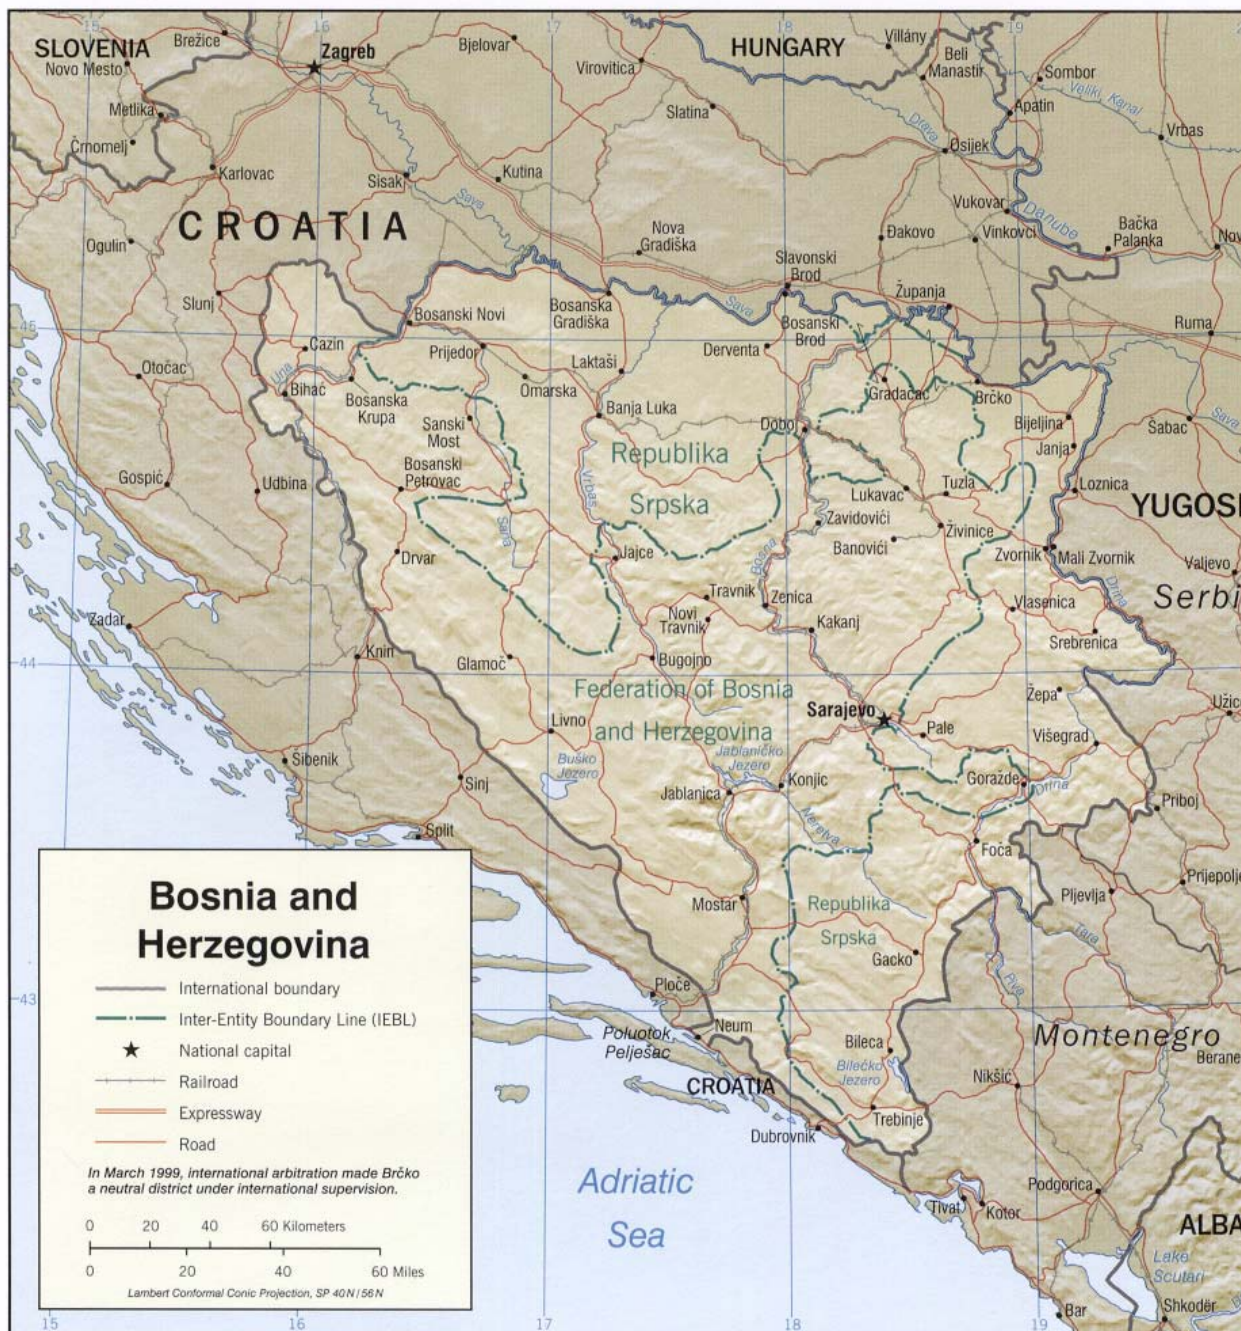 15
16
17
18
19
SLOVENIA
Brežice
Novo Mesto
Zagreb
Bjelovar
Virovitica
HUNGARY
Villány
Beli
Manastir
Sombor
Veliki Kanal
Apatin
Vrbas
Metlika
Črnomelj
Karlovac
Sisak
Kutina
Sava
Slatina
Drava
Osijek
Vukovar
Danube
CROATIA
Ogulin
Nova
Gradiška
Đakovo
Vinkovci
Bačka
Palanka
Nov
Slavonski
Brod
Slunj
Bosanski Novi
Bosanska
Gradiška
Sava
Županja
45
Bosanski
Brod
Ruma
Cazin
Prijedor
Laktaši
Derventa
Otočac
Una
Bihać
Bosanska
Krupa
Omarska
Gradačac
Brčko
Sanski
Most
Banja Luka
Doboj
Bijeljina
Šabac
Sava
Janja
Republika
Srpska
Gospić
Udbina
Bosanski
Petrovac
Vrbas
Lukavac
Tuzla
Loznica
YUGOSL
Sana
Zavidovići
Živinice
Banovići
Drvar
Jajce
Bosna
Zvornik
Mali Zvornik
Valjevo
Drina
Serbi
Travnik
Zenica
Vlasenica
Zadar
Novi
Travnik
Kakanj
Srebrenica
Knin
44
Glamoč
Bugojno
Federation of Bosnia
and Herzegovina
Žepa
Užice
Livno
Sarajevo
Pale
Višegrad
Šibenik
Buško
Jezero
Jablaničko
Jezero
Konjic
Goražde
Drina
Sinj
Jablanica
Priboj
Neretva
Split
Foča
Prijepolje
Pljevlja
Mostar
Republika
Srpska
Tara
Gacko
Piva
43
Ploče
Neum
Poluotok
Pelješac
Montenegro
Bileca
Berane
CROATIA
Bilećko
Jezero
Nikšić
Trebinje
Dubrovnik
Adriatic
Sea
Podgorica
Tivat
Kotor
ALBA
Lake
Scutari
Bar
Shkodër
Bosnia and
Herzegovina
International boundary
Inter-Entity Boundary Line (IEBL)
National capital
Railroad
Expressway
Road
In March 1999, international arbitration made Brčko
a neutral district under international supervision.
0 20 40 60 Kilometers
0 20 40 60 Miles
Lambert Conformal Conic Projection, SP 40 N / 56 N
15
16
17
18
19